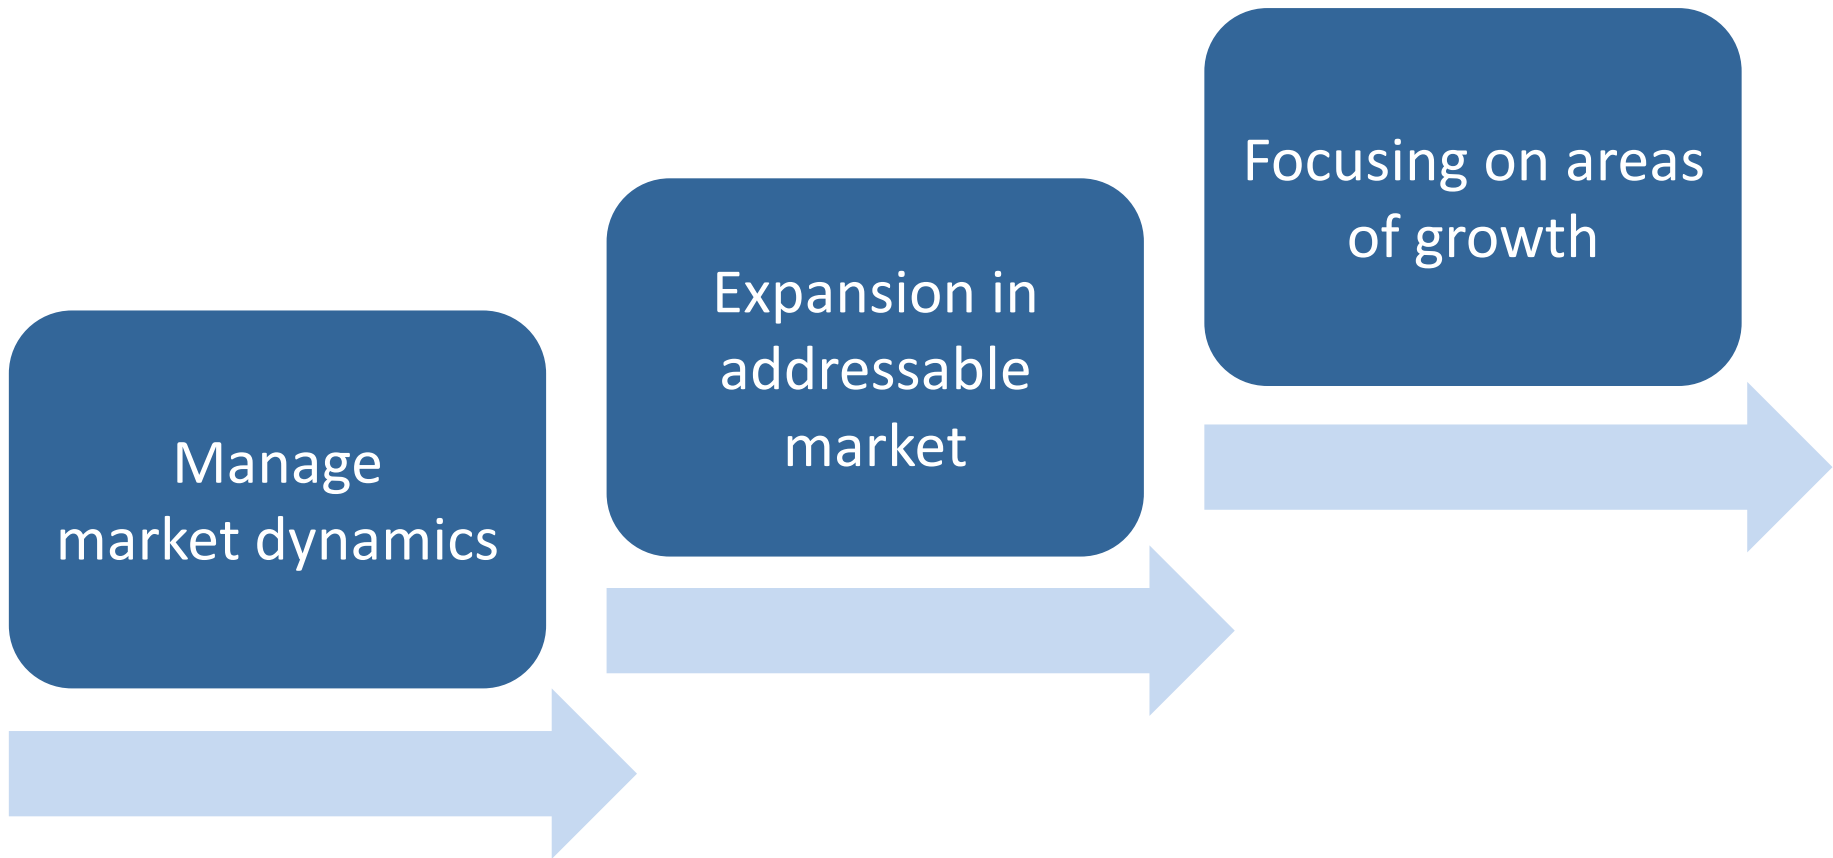 Manage
market dynamics
Expansion in
addressable
market
Focusing on areas
of growth